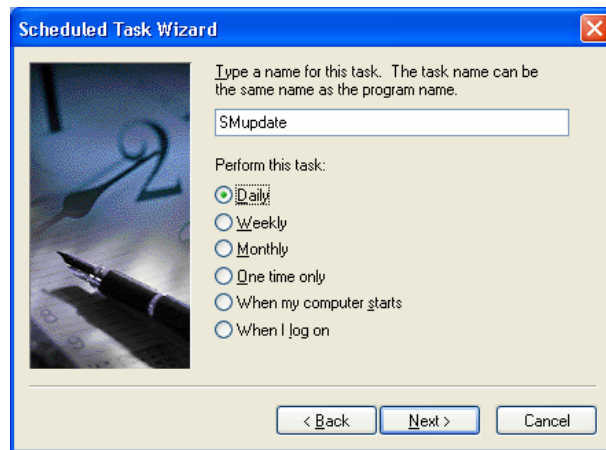 Scheduled Task Wizard
Type a name for this task. The task name can be
the same name as the program name.
SMupdate
Perform this task:
Daily
Weekly
Monthly
One time only
When my computer starts
When I log on
< Back
Next >
Cancel